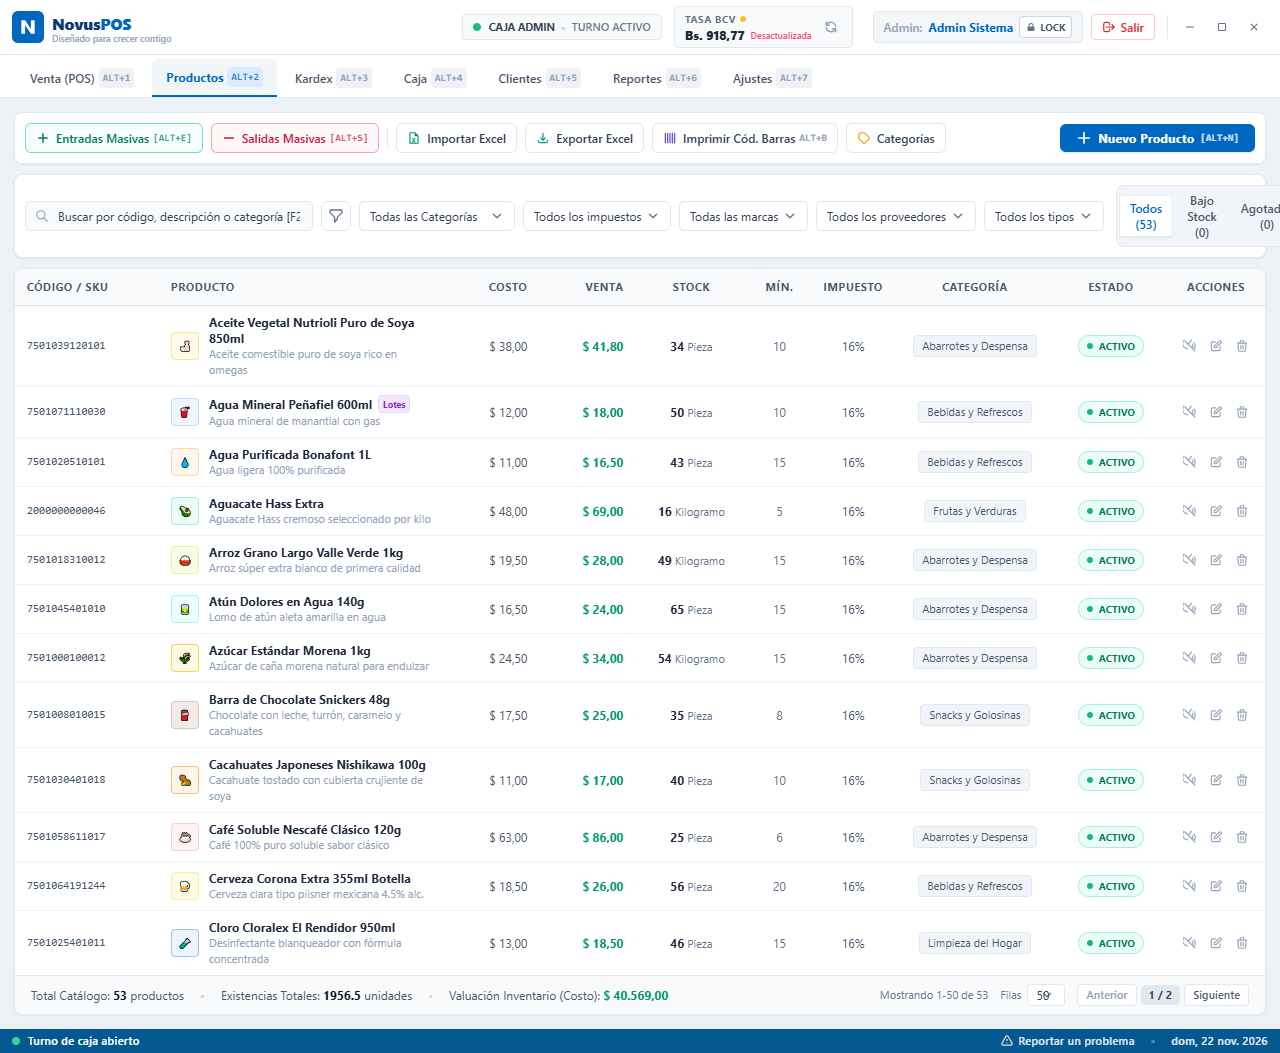 N NovusPOS
Diseñado para crecer contigo
CAJA ADMIN • TURNO ACTIVO
TASA BCV
Bs. 918,77 Desactualizada
Admin: Admin Sistema LOCK
Salir
Venta (POS) ALT+1
Productos ALT+2
Kardex ALT+3
Caja ALT+4
Clientes ALT+5
Reportes ALT+6
Ajustes ALT+7
Entradas Masivas [ALT+E]
Salidas Masivas [ALT+S]
Importar Excel
Exportar Excel
Imprimir Cód. Barras ALT+B
Categorías
Nuevo Producto [ALT+N]
Buscar por código, descripción o categoría [F2
Todas las Categorías
Todos los impuestos
Todas las marcas
Todos los proveedores
Todos los tipos
Todos
(53)
Bajo
Stock
(0)
Agotad
(0)
CÓDIGO / SKU PRODUCTO COSTO VENTA STOCK MÍN. IMPUESTO CATEGORÍA ESTADO ACCIONES
Aceite Vegetal Nutrioli Puro de Soya
850ml
7501039120101 $ 38,00 $ 41,80 34 Pieza 10 16% Abarrotes y Despensa ACTIVO
Aceite comestible puro de soya rico en
omegas
7501071110030 Agua Mineral Peñafiel 600ml Lotes $ 12,00 $ 18,00 50 Pieza 10 16% Bebidas y Refrescos ACTIVO
Agua mineral de manantial con gas
7501020510101 Agua Purificada Bonafont 1L $ 11,00 $ 16,50 43 Pieza 15 16% Bebidas y Refrescos ACTIVO
Agua ligera 100% purificada
2000000000046 Aguacate Hass Extra $ 48,00 $ 69,00 16 Kilogramo 5 16% Frutas y Verduras ACTIVO
Aguacate Hass cremoso seleccionado por kilo
7501018310012 Arroz Grano Largo Valle Verde 1kg $ 19,50 $ 28,00 49 Kilogramo 15 16% Abarrotes y Despensa ACTIVO
Arroz súper extra blanco de primera calidad
7501045401010 Atún Dolores en Agua 140g $ 16,50 $ 24,00 65 Pieza 15 16% Abarrotes y Despensa ACTIVO
Lomo de atún aleta amarilla en agua
7501000100012 Azúcar Estándar Morena 1kg $ 24,50 $ 34,00 54 Kilogramo 15 16% Abarrotes y Despensa ACTIVO
Azúcar de caña morena natural para endulzar
7501008010015 Barra de Chocolate Snickers 48g $ 17,50 $ 25,00 35 Pieza 8 16% Snacks y Golosinas ACTIVO
Chocolate con leche, turrón, caramelo y
cacahuates
7501030401018 Cacahuates Japoneses Nishikawa 100g $ 11,00 $ 17,00 40 Pieza 10 16% Snacks y Golosinas ACTIVO
Cacahuate tostado con cubierta crujiente de
soya
7501058611017 Café Soluble Nescafé Clásico 120g $ 63,00 $ 86,00 25 Pieza 6 16% Abarrotes y Despensa ACTIVO
Café 100% puro soluble sabor clásico
7501064191244 Cerveza Corona Extra 355ml Botella $ 18,50 $ 26,00 56 Pieza 20 16% Bebidas y Refrescos ACTIVO
Cerveza clara tipo pilsner mexicana 4.5% alc.
7501025401011 Cloro Cloralex El Rendidor 950ml $ 13,00 $ 18,50 46 Pieza 15 16% Limpieza del Hogar ACTIVO
Desinfectante blanqueador con fórmula
concentrada
Total Catálogo: 53 productos • Existencias Totales: 1956.5 unidades • Valuación Inventario (Costo): $ 40.569,00
Mostrando 1-50 de 53 Filas 50 Anterior 1 / 2 Siguiente
Turno de caja abierto
Reportar un problema • dom, 22 nov. 2026